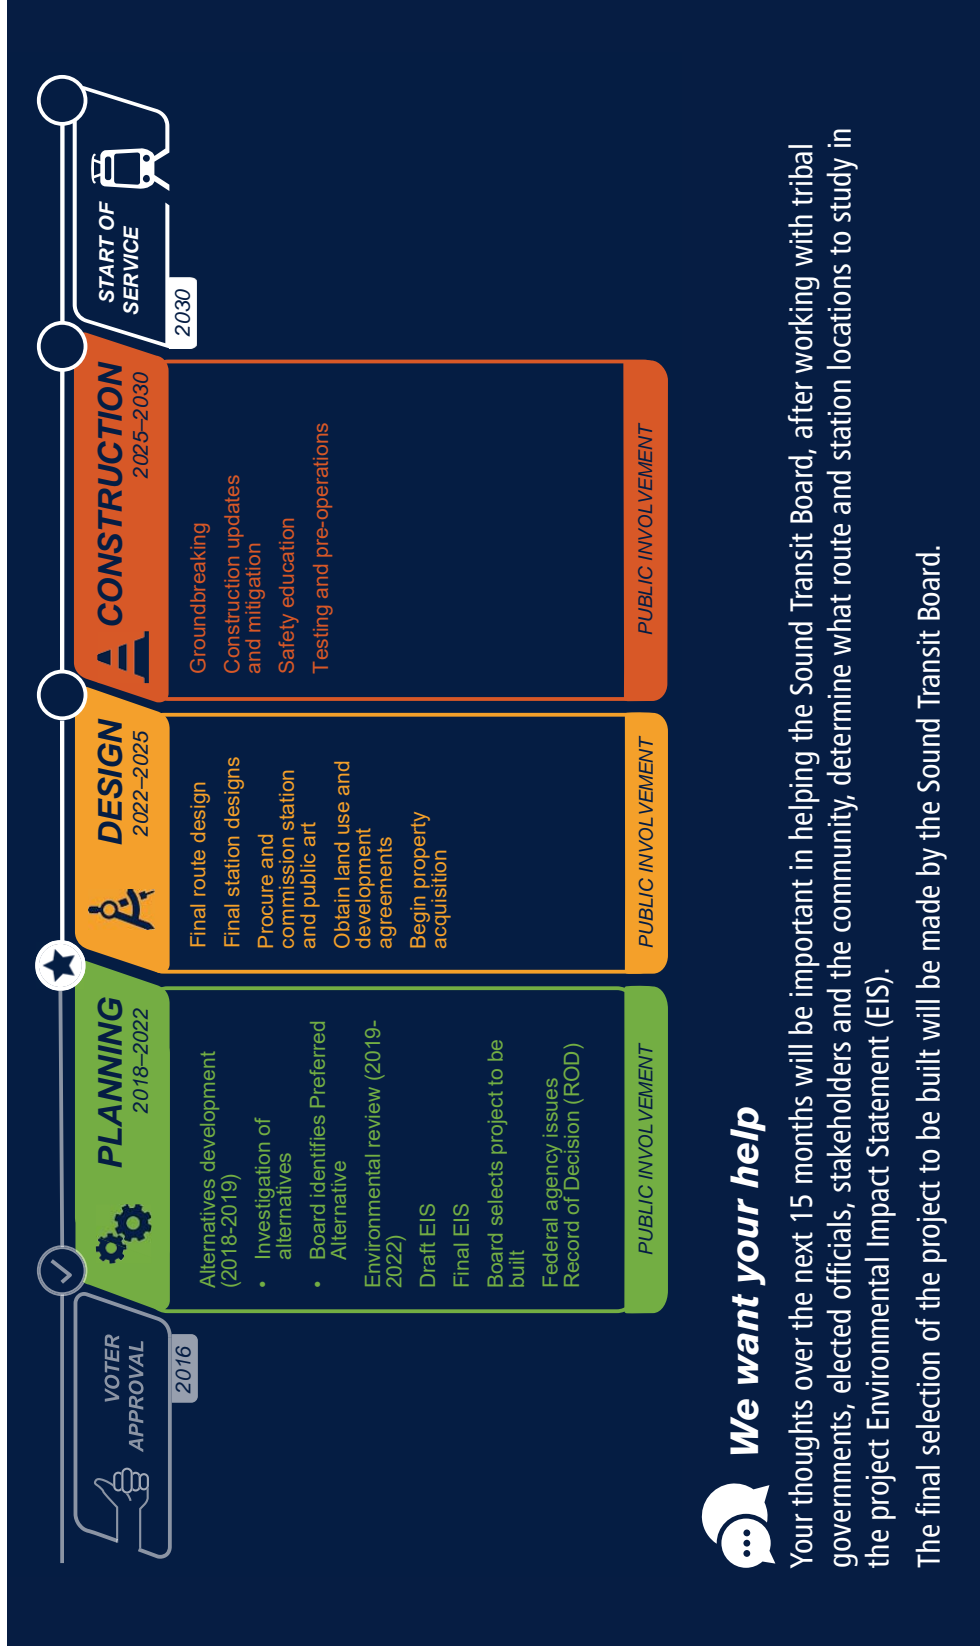 VOTER
APPROVAL
2016
PLANNING
2018–2022
Alternatives development
(2018-2019)
• Investigation of
alternatives
• Board identifies Preferred
Alternative
Environmental review (2019-
2022)
Draft EIS
Final EIS
Board selects project to be
built
Federal agency issues
Record of Decision (ROD)
PUBLIC INVOLVEMENT
DESIGN
2022–2025
Final route design
Final station designs
Procure and
commission station
and public art
Obtain land use and
development
agreements
Begin property
acquisition
PUBLIC INVOLVEMENT
CONSTRUCTION
2025–2030
Groundbreaking
Construction updates
and mitigation
Safety education
Testing and pre-operations
PUBLIC INVOLVEMENT
START OF
SERVICE
2030
We want your help
Your thoughts over the next 15 months will be important in helping the Sound Transit Board, after working with tribal
governments, elected officials, stakeholders and the community, determine what route and station locations to study in
the project Environmental Impact Statement (EIS).
The final selection of the project to be built will be made by the Sound Transit Board.